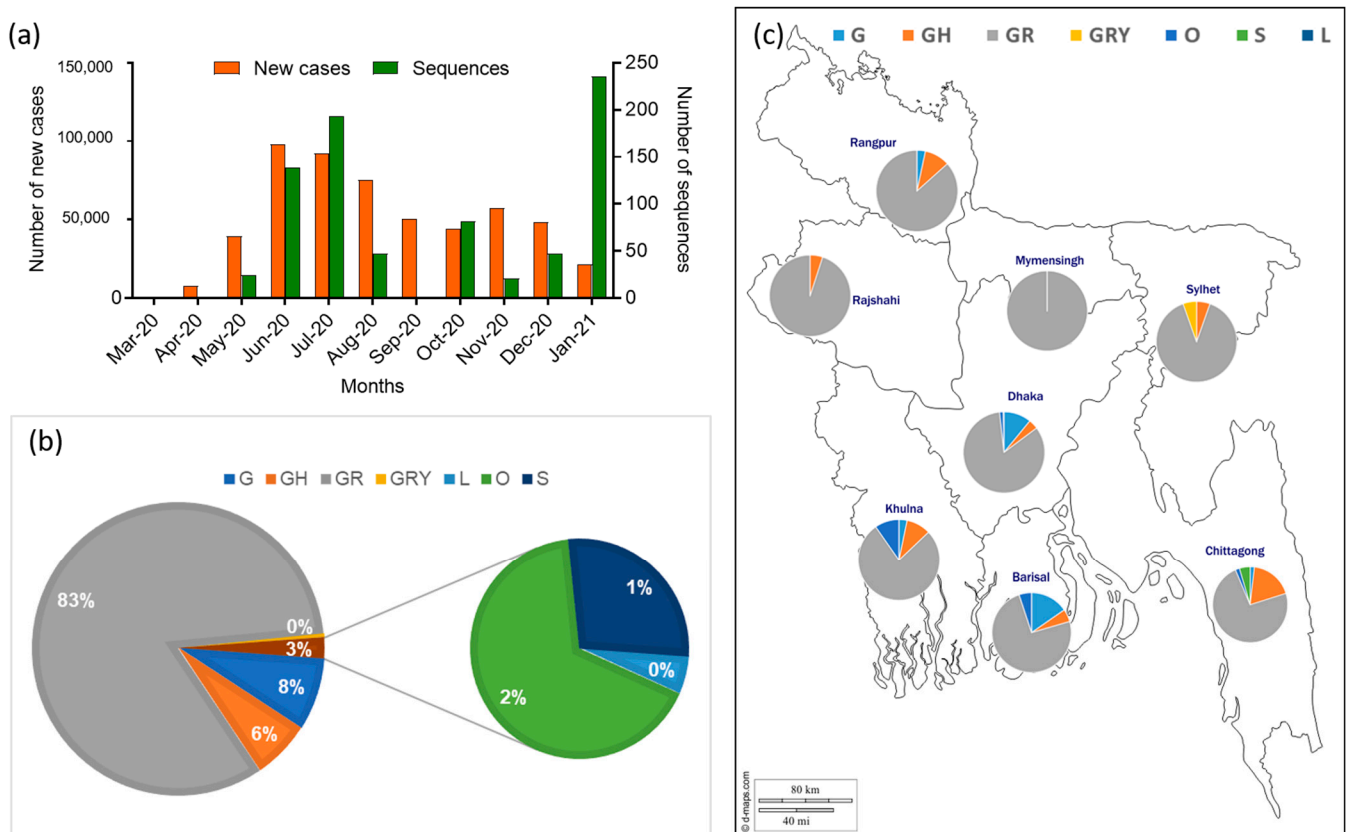 (a)
New cases Sequences
Number of new cases
150,000
100,000
50,000
0
250
200
150
100
50
0
Number of sequences
Mar-20 Apr-20 May-20 Jun-20 Jul-20 Aug-20 Sep-20 Oct-20 Nov-20 Dec-20 Jan-21
Months
(b)
G GH GR GRY L O S
83%
0%
3%
8%
6%
1%
0%
2%
(c)
G GH GR GRY O S L
Rangpur
Mymensingh
Rajshahi
Sylhet
Dhaka
Khulna
Chittagong
Barisal
80 km
40 mi
© d-maps.com